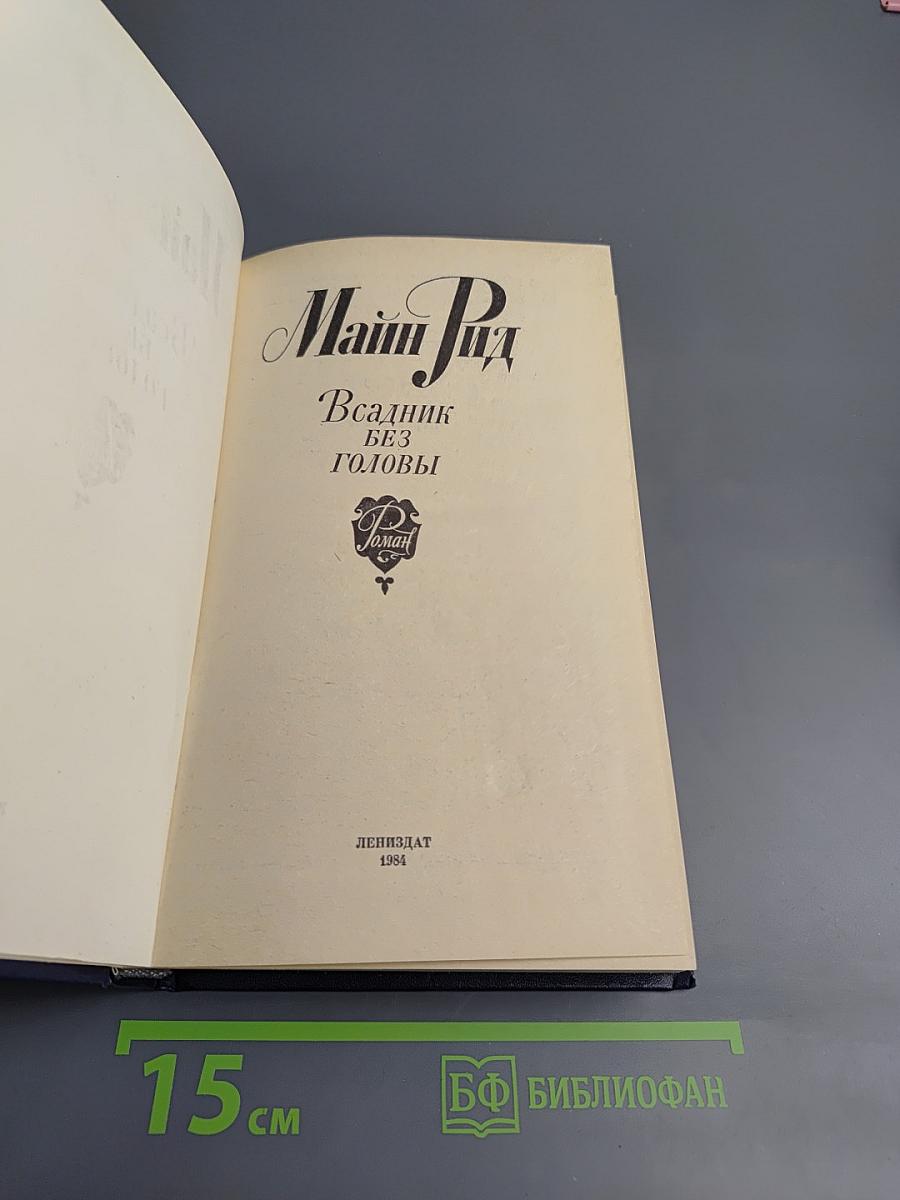 Майн Рид
Всадник
БЕЗ
ГОЛОВЫ
Роман
ЛЕНИЗДАТ
1984
15 см
БФ БИБЛИОФАН